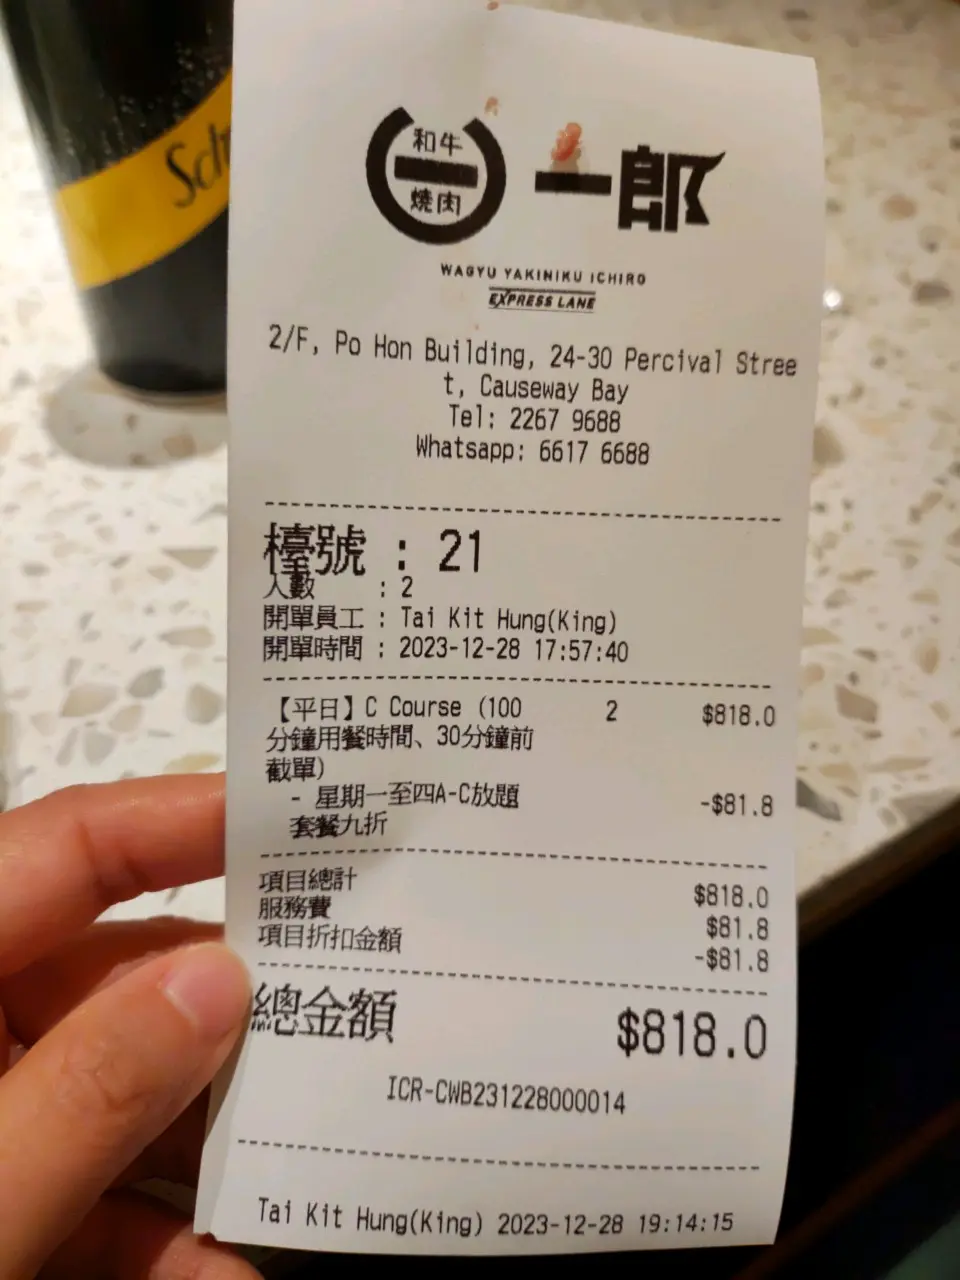 Sch
和牛
一
燒肉
一郎
WAGYU YAKINIKU ICHIRO
EXPRESS LANE
2/F, Po Hon Building, 24-30 Percival Stree
t, Causeway Bay
Tel: 2267 9688
Whatsapp: 6617 6688
檯號 : 21
人數 : 2
開單員工 : Tai Kit Hung(King)
開單時間 : 2023-12-28 17:57:40
【平日】C Course (100 2 $818.0
分鐘用餐時間、30分鐘前
截單)
- 星期一至四A-C放題 -$81.8
套餐九折
項目總計 $818.0
服務費 $81.8
項目折扣金額 -$81.8
總金額 $818.0
ICR-CWB231228000014
Tai Kit Hung(King) 2023-12-28 19:14:15